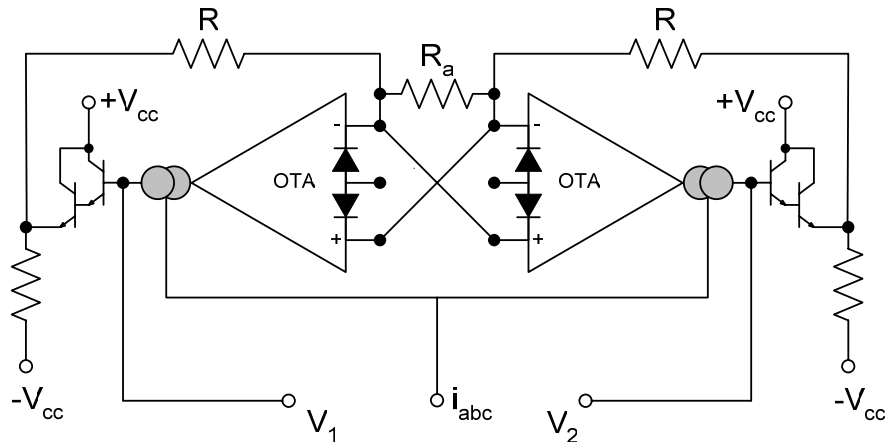 R
R
Ra
+Vcc
+Vcc
-
-
OTA
OTA
+
+
-Vcc
V1
iabc
V2
-Vcc